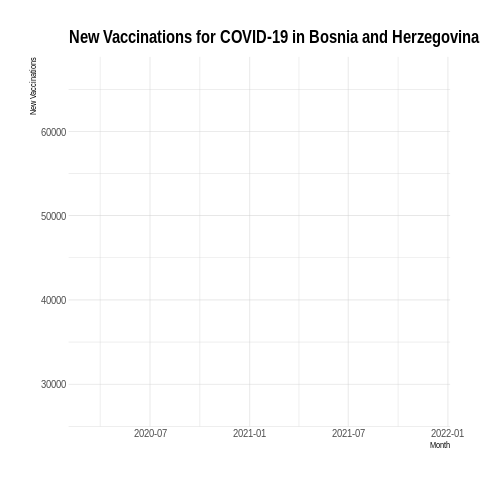 New Vaccinations for COVID-19 in Bosnia and Herzegovina
New Vaccinations
60000
50000
40000
30000
2020-07 2021-01 2021-07 2022-01
Month